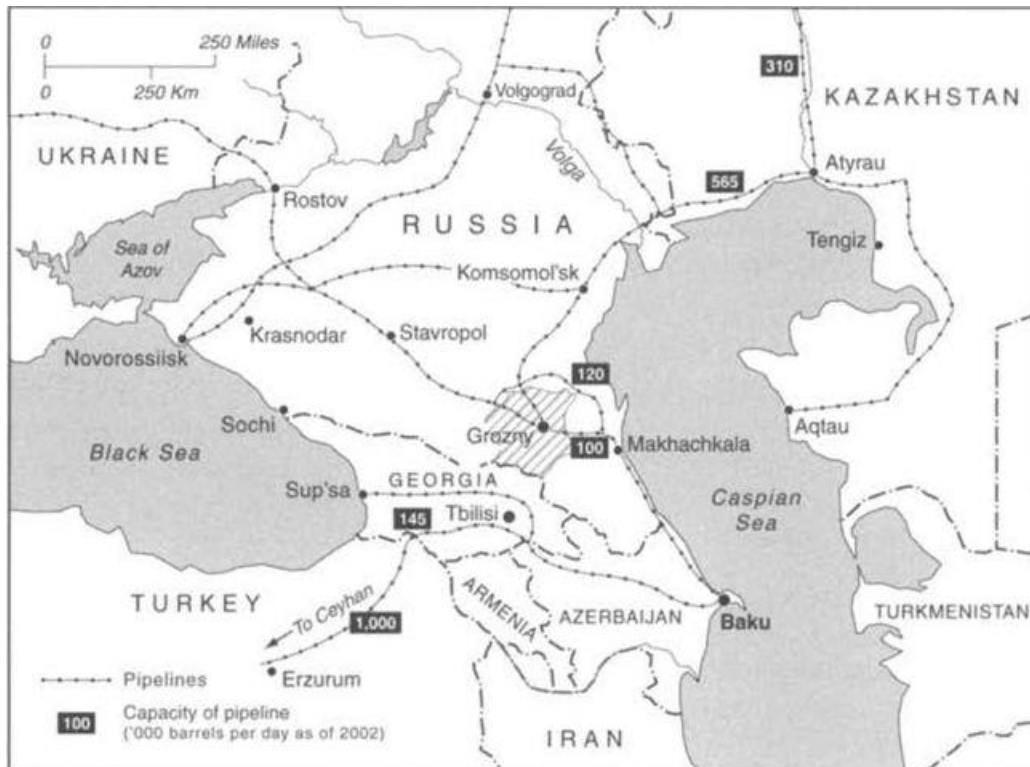 0 250 Miles
0 250 Km
310
Volgograd
KAZAKHSTAN
UKRAINE
Volga
Atyrau
565
Rostov
RUSSIA
Sea of
Azov
Tengiz
Komsomol'sk
Krasnodar
Stavropol
Novorossiisk
120
Sochi
Grozny
Aqtau
100
Makhachkala
Black Sea
GEORGIA
Sup'sa
Caspian
Sea
145
Tbilisi
TURKEY
To Ceyhan
ARMENIA
AZERBAIJAN
Baku
TURKMENISTAN
1,000
Erzurum
Pipelines
100
Capacity of pipeline
('000 barrels per day as of 2002)
IRAN